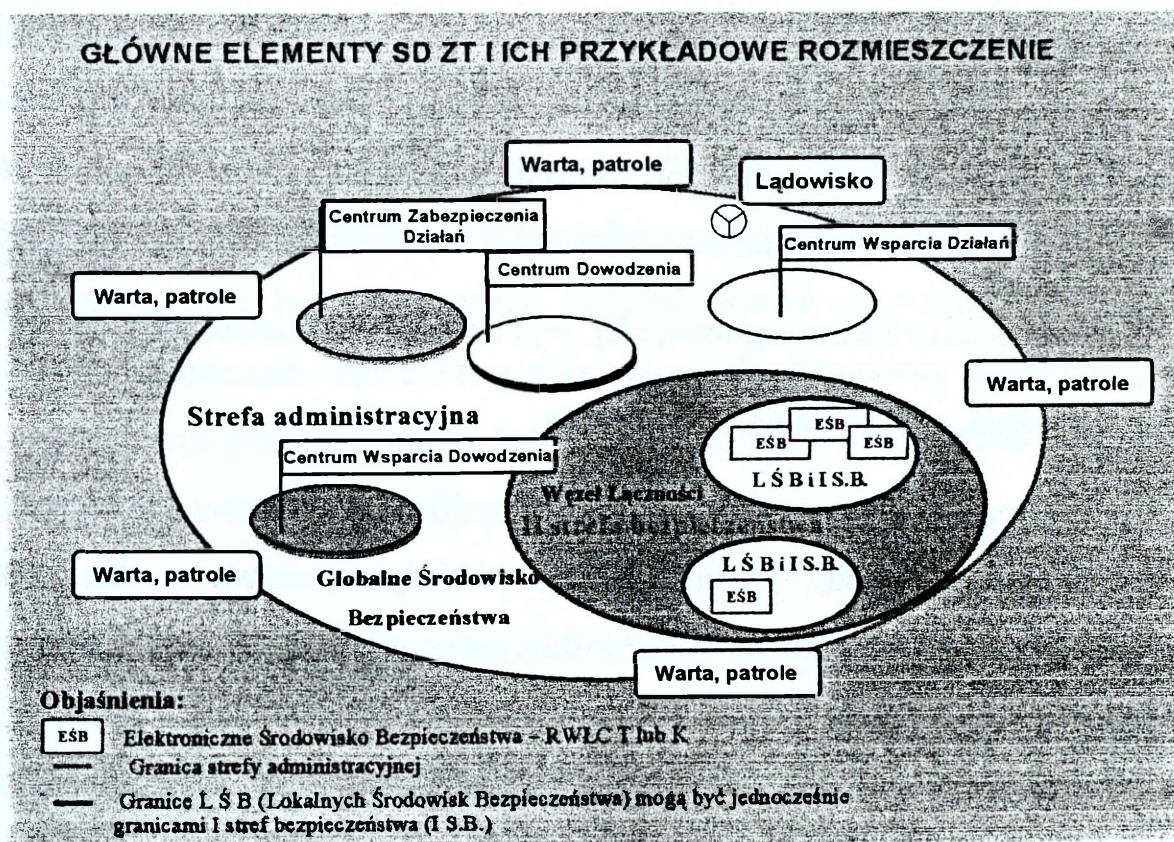 GŁÓWNE ELEMENTY SD ZT I ICH PRZYKŁADOWE ROZMIESZCZENIE
Warta, patrole
Lądowisko
Centrum Zabezpieczenia
Działań
Centrum Wsparcia Działań
Centrum Dowodzenia
Warta, patrole
Warta, patrole
Strefa administracyjna
EŚB
EŚB
EŚB
L Ś B i I S.B.
Centrum Wsparcia Dowodzenia
Węzeł Łączności
II strefa bezpieczeństwa
L Ś B i I S.B.
EŚB
Warta, patrole
Globalne Środowisko
Bezpieczeństwa
Warta, patrole
Objaśnienia:
EŚB Elektroniczne Środowisko Bezpieczeństwa – RWŁC T lub K
Granica strefy administracyjnej
Granice L Ś B (Lokalnych Środowisk Bezpieczeństwa) mogą być jednocześnie
granicami I stref bezpieczeństwa (I S.B.)